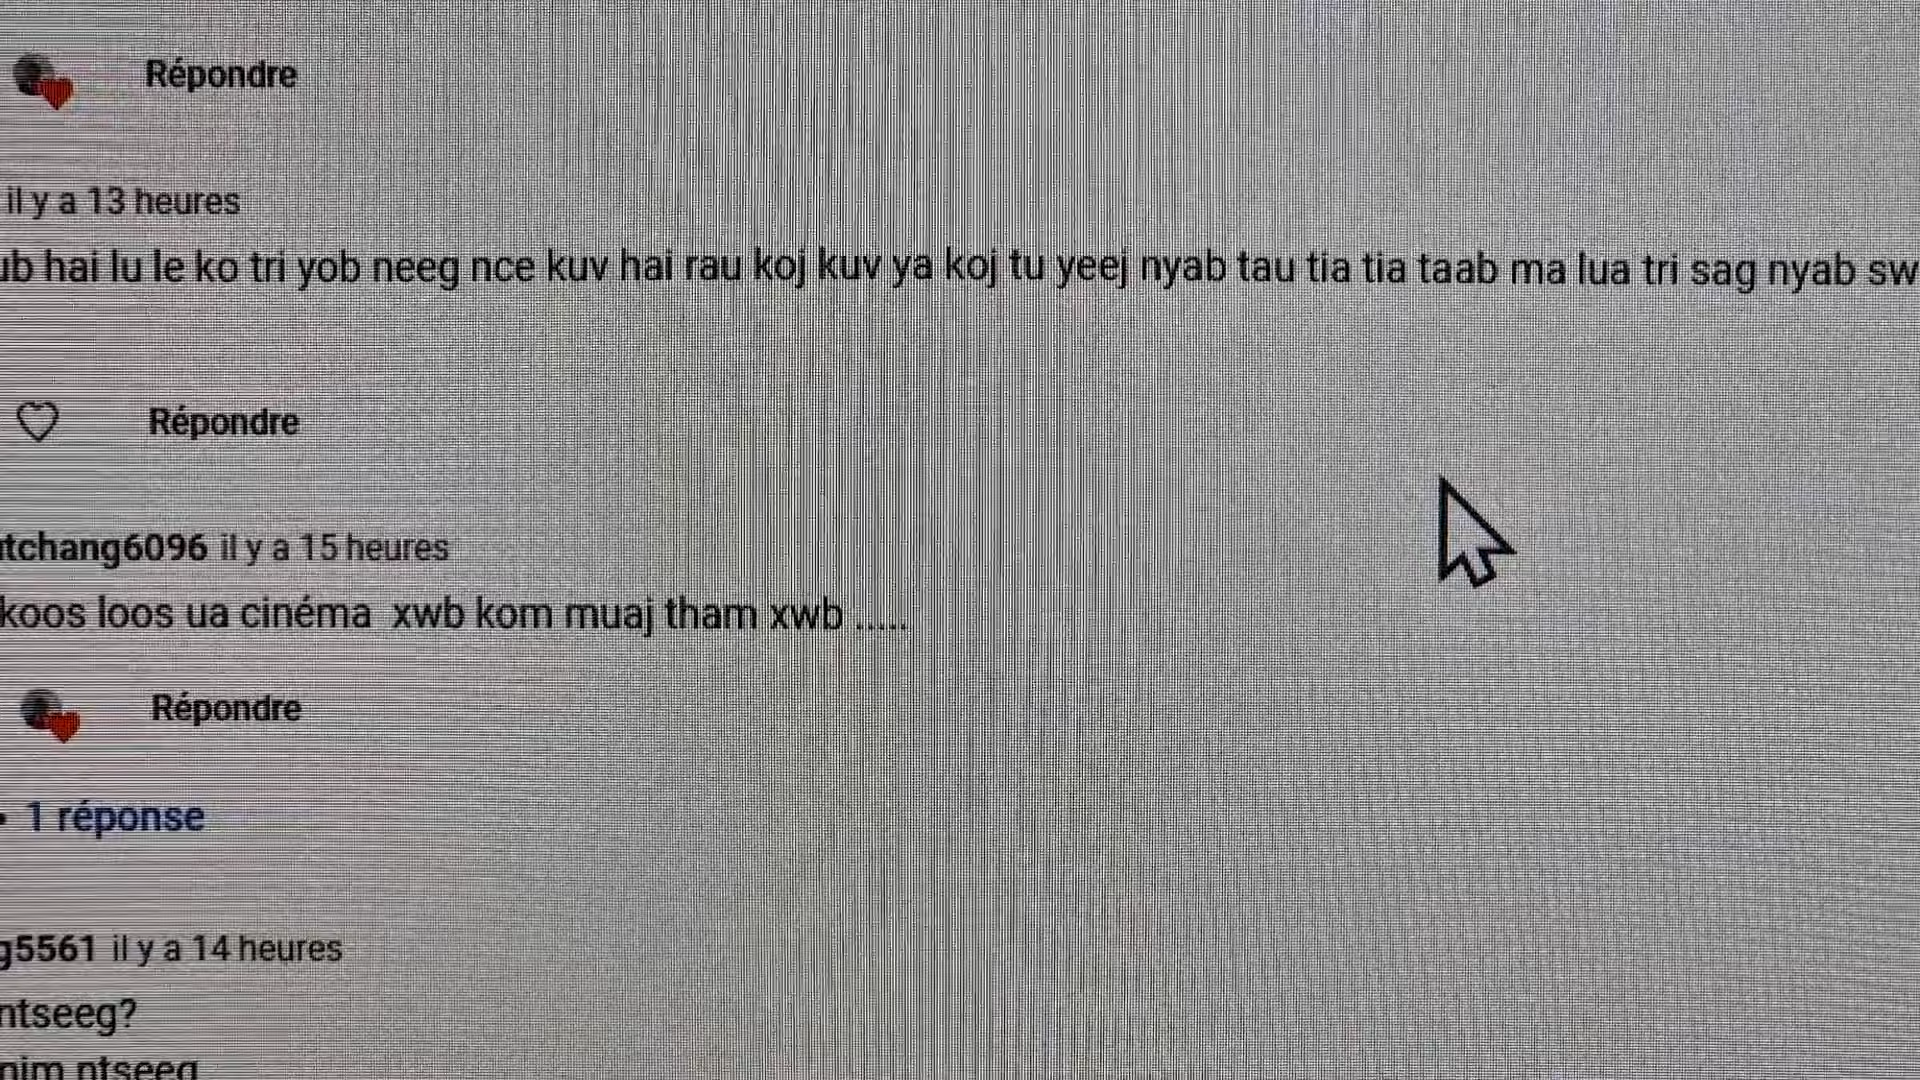 Répondre
il y a 13 heures
hai lu le ko tri yob neeg nce kuv hai rau koj kuv ya koj tu yeej nyab tau tia tia taab ma lua tri sag nyab sw
Répondre
tchang6096 il y a 15 heures
koos loos ua cinéma xwb kom muaj tham xwb .....
Répondre
1 réponse
g5561 il y a 14 heures
ntseeg?
nim ntseeg